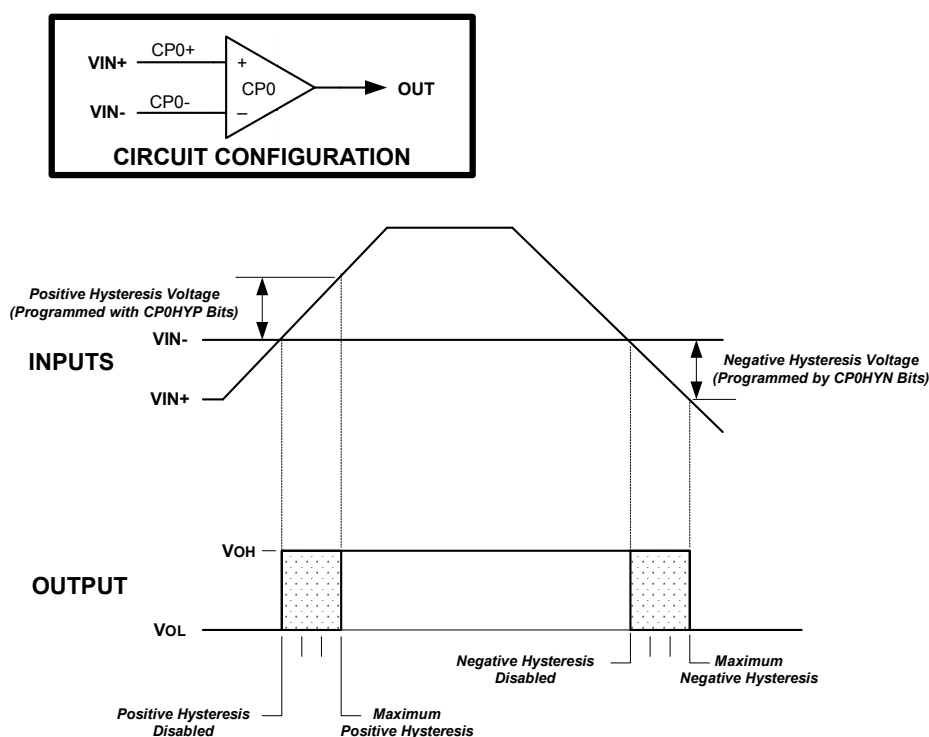 VIN+
CP0+
+
CP0
OUT
VIN-
CP0-
_
CIRCUIT CONFIGURATION
Positive Hysteresis Voltage
(Programmed with CP0HYP Bits)
VIN-
INPUTS
Negative Hysteresis Voltage
(Programmed by CP0HYN Bits)
VIN+
VOH
OUTPUT
VOL
Negative Hysteresis
Disabled
Maximum
Negative Hysteresis
Positive Hysteresis
Disabled
Maximum
Positive Hysteresis